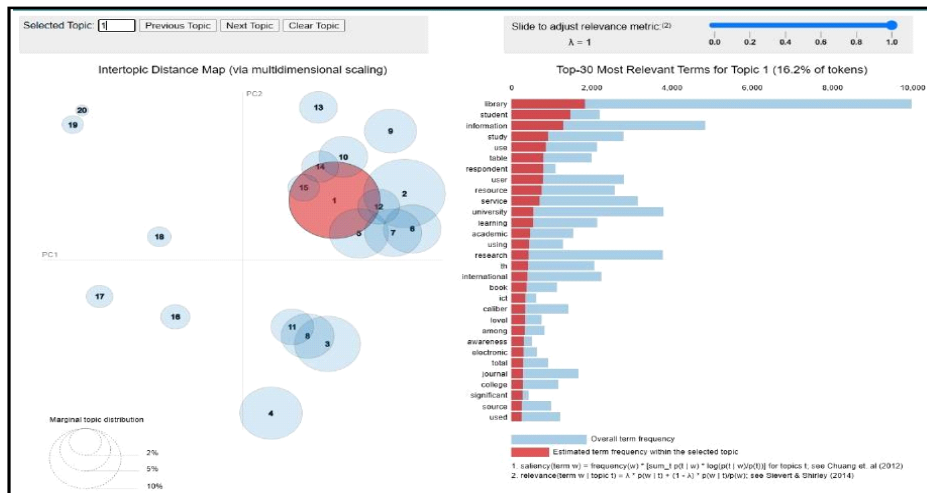 Selected Topic: 1 Previous Topic Next Topic Clear Topic
Slide to adjust relevance metric:(2)
λ = 1
0.0 0.2 0.4 0.6 0.8 1.0
Intertopic Distance Map (via multidimensional scaling)
PC2
PC1
20
19
13
9
10
14
15
1
2
12
5
7
6
18
17
16
11
8
3
4
Marginal topic distribution
2%
5%
10%
Top-30 Most Relevant Terms for Topic 1 (16.2% of tokens)
0 2,000 4,000 6,000 8,000 10,000
library
student
information
study
use
table
respondent
user
resource
service
university
learning
academic
using
research
th
international
book
ict
caliber
level
among
awareness
electronic
total
journal
college
significant
source
used
Overall term frequency
Estimated term frequency within the selected topic
1. saliency(term w) = frequency(w) * [sum_t p(t | w) * log(p(t | w)/p(t))] for topics t; see Chuang et. al (2012)
2. relevance(term w | topic t) = λ * p(w | t) + (1 - λ) * p(w | t)/p(w); see Sievert & Shirley (2014)